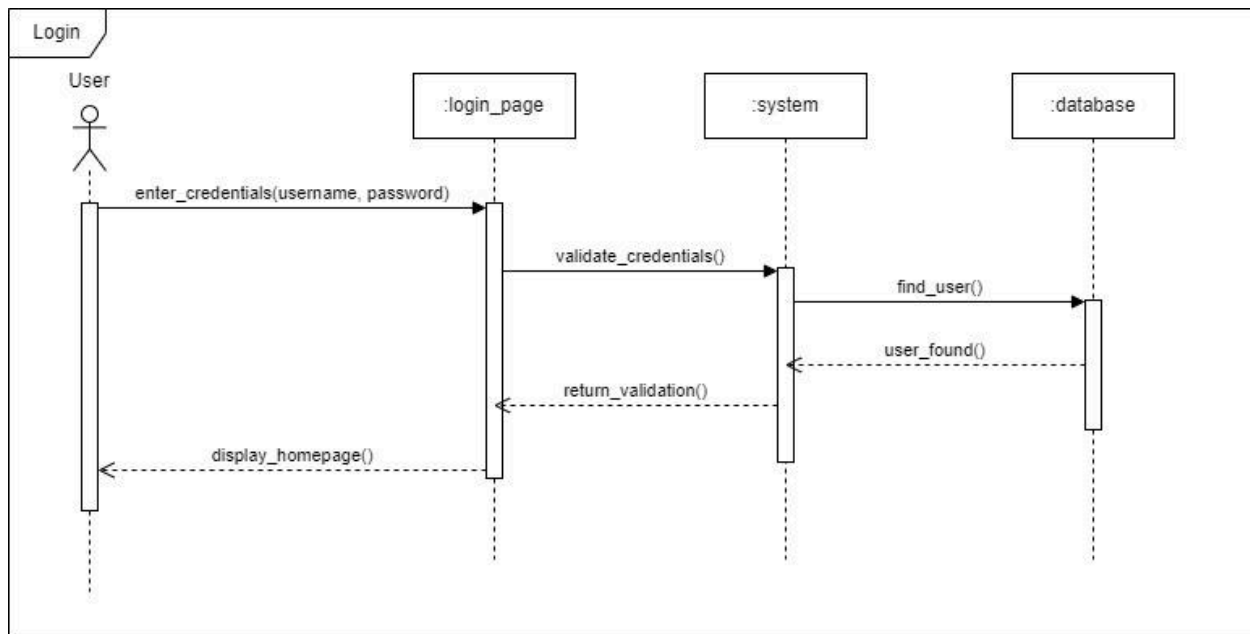 Login
User
:login_page
:system
:database
enter_credentials(username, password)
validate_credentials()
find_user()
user_found()
return_validation()
display_homepage()